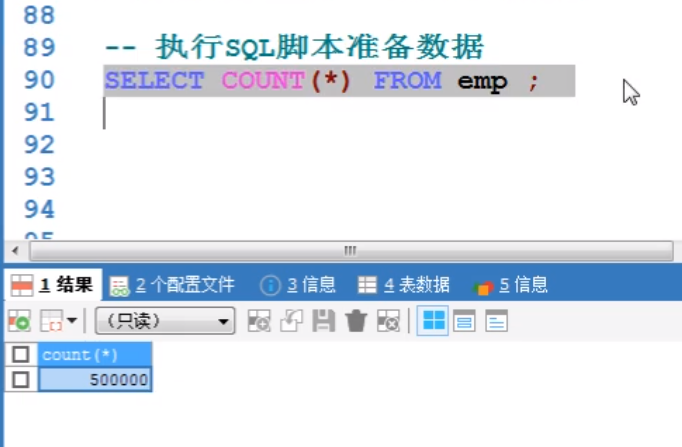 88
89 -- 执行SQL脚本准备数据
90 SELECT COUNT(*) FROM emp ;
91
92
93
94
1 结果 2 个配置文件 3 信息 4 表数据 5 信息
(只读)
count(*)
500000